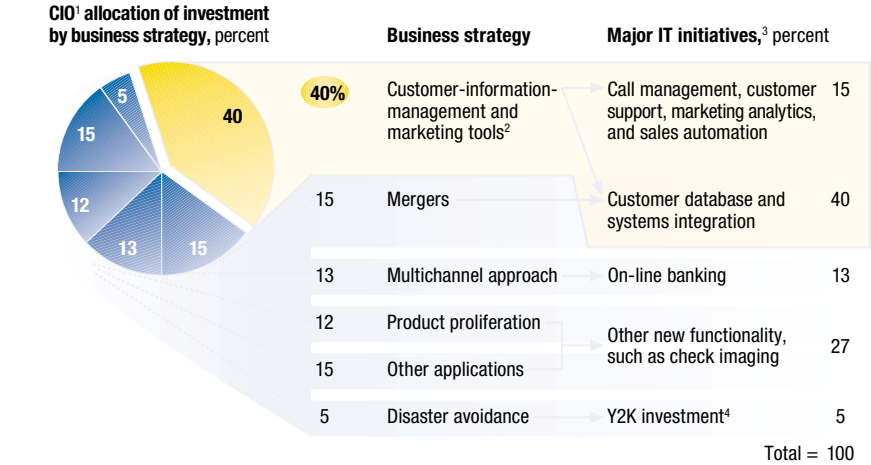 CIO¹ allocation of investment
by business strategy, percent
Business strategy
Major IT initiatives,³ percent
5
40
15
12
13
15
40%
Customer-information-
management and
marketing tools²
Call management, customer
support, marketing analytics,
and sales automation
15
15
Mergers
Customer database and
systems integration
40
13
Multichannel approach
On-line banking
13
12
Product proliferation
15
Other applications
Other new functionality,
such as check imaging
27
5
Disaster avoidance
Y2K investment⁴
5
Total = 100